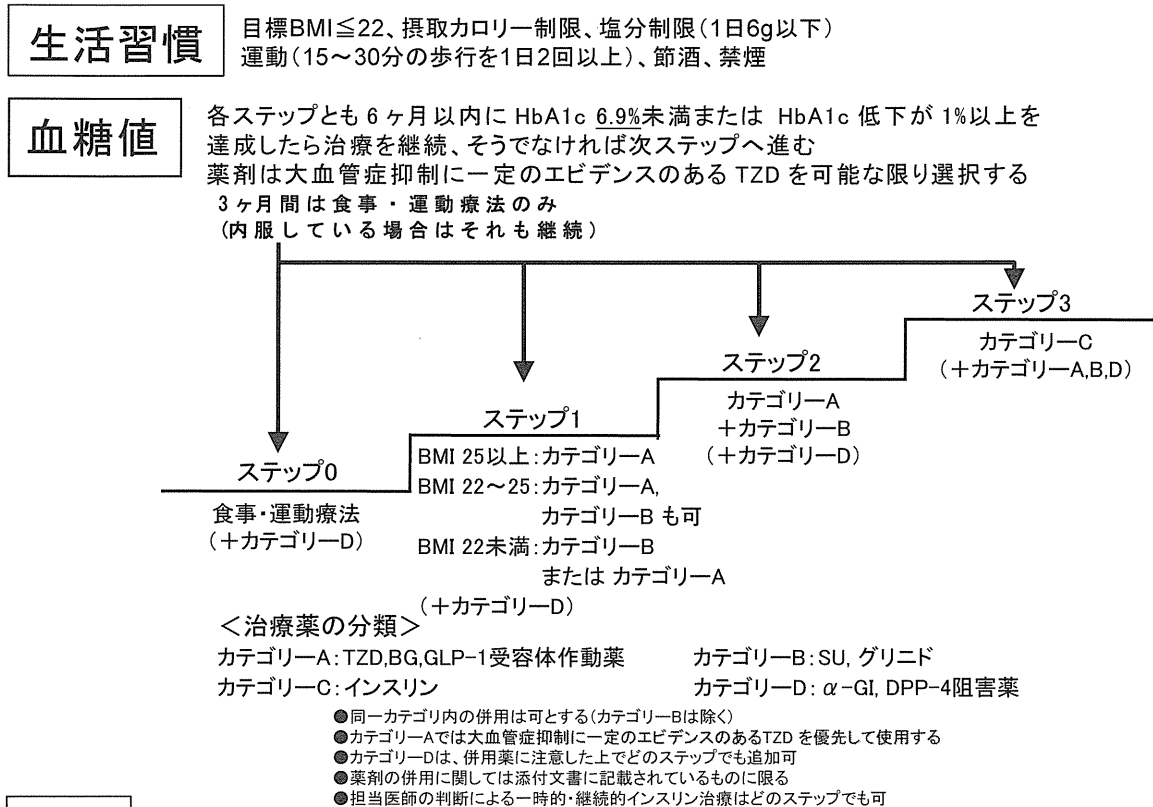 生活習慣
目標BMI≦22、摂取カロリー制限、塩分制限(1日6g以下)
運動(15～30分の歩行を1日2回以上)、節酒、禁煙
血糖値
各ステップとも6ヶ月以内に HbA1c 6.9%未満または HbA1c 低下が1%以上を
達成したら治療を継続、そうでなければ次ステップへ進む
薬剤は大血管症抑制に一定のエビデンスのある TZD を可能な限り選択する
3ヶ月間は食事・運動療法のみ
(内服している場合はそれも継続)
ステップ3
カテゴリーC
(＋カテゴリーA,B,D)
ステップ2
カテゴリーA
＋カテゴリーB
(＋カテゴリーD)
ステップ1
BMI 25以上:カテゴリーA
BMI 22～25:カテゴリーA,
カテゴリーB も可
BMI 22未満:カテゴリーB
または カテゴリーA
(＋カテゴリーD)
ステップ0
食事・運動療法
(＋カテゴリーD)
＜治療薬の分類＞
カテゴリーA:TZD,BG,GLP-1受容体作動薬 カテゴリーB:SU, グリニド
カテゴリーC:インスリン カテゴリーD: α-GI, DPP-4阻害薬
●同一カテゴリ内の併用は可とする(カテゴリーBは除く)
●カテゴリーAでは大血管症抑制に一定のエビデンスのあるTZD を優先して使用する
●カテゴリーDは、併用薬に注意した上でどのステップでも追加可
●薬剤の併用に関しては添付文書に記載されているものに限る
●担当医師の判断による一時的・継続的インスリン治療はどのステップでも可